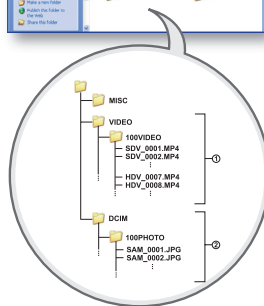 Make a new folder
Publish this folder to
the Web
Share this folder
MISC
VIDEO
100VIDEO
SDV_0001.MP4
SDV_0002.MP4
HDV_0007.MP4
HDV_0008.MP4
①
DCIM
100PHOTO
SAM_0001.JPG
SAM_0002.JPG
②